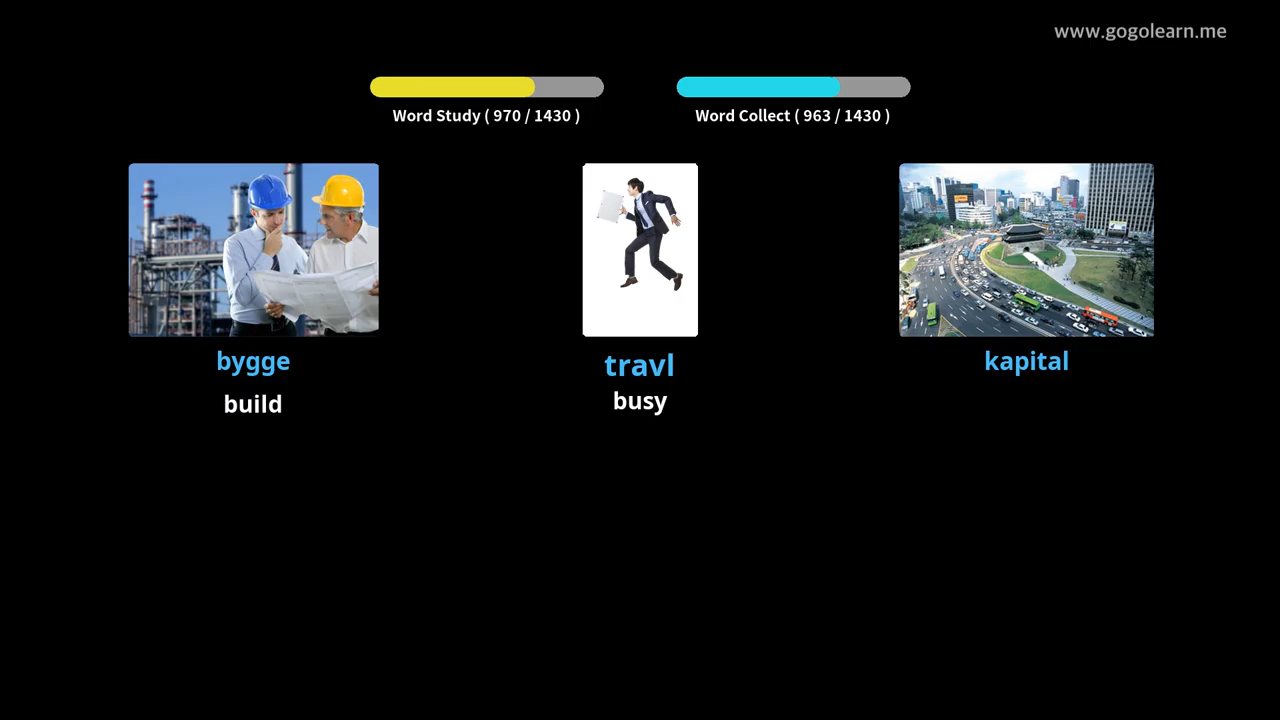 www.gogolearn.me
Word Study ( 970 / 1430 )
Word Collect ( 963 / 1430 )
bygge
build
travl
busy
kapital